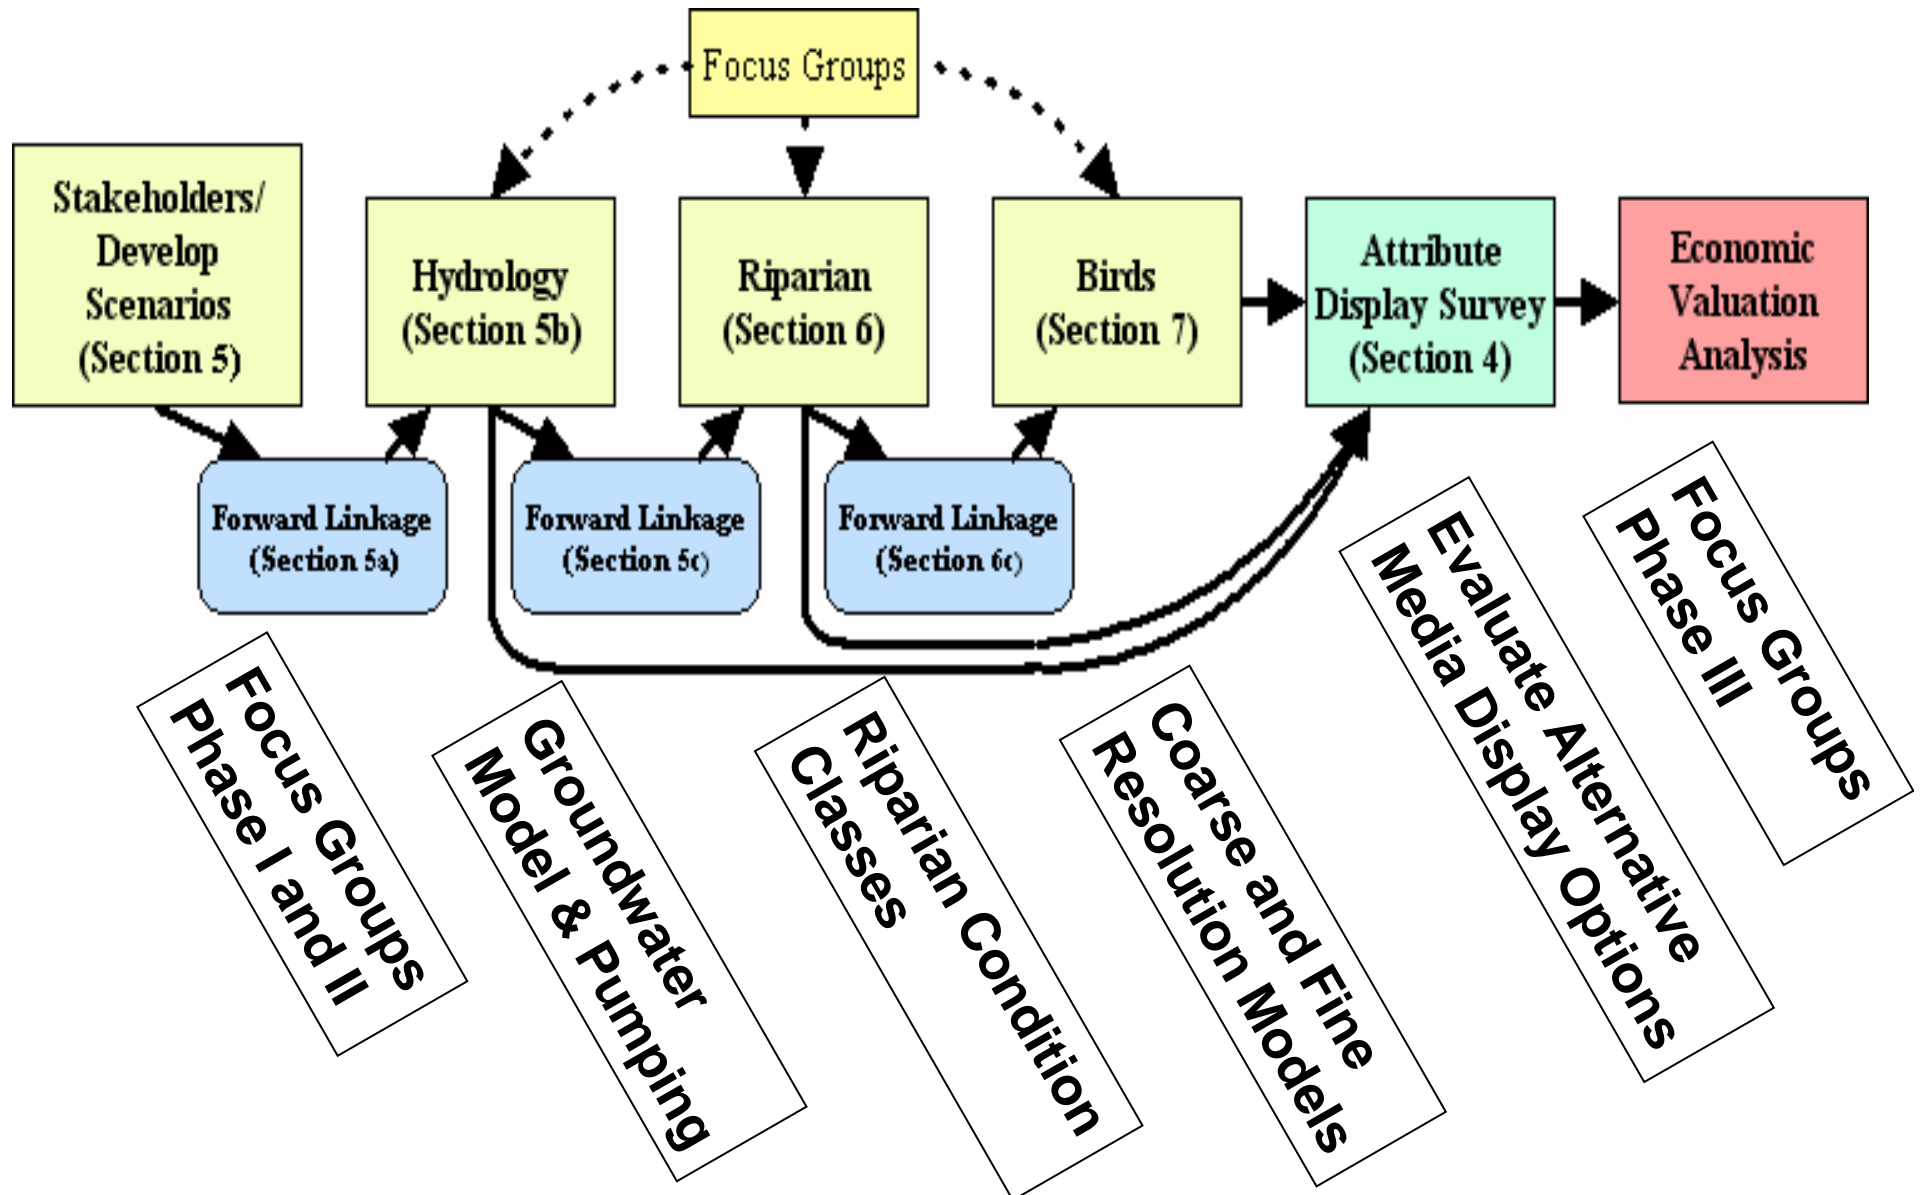 Focus Groups
Stakeholders/
Develop
Scenarios
(Section 5)
Hydrology
(Section 5b)
Riparian
(Section 6)
Birds
(Section 7)
Attribute
Display Survey
(Section 4)
Economic
Valuation
Analysis
Forward Linkage
(Section 5a)
Forward Linkage
(Section 5c)
Forward Linkage
(Section 6c)
Focus Groups
Phase I and II
Groundwater
Model & Pumping
Riparian Condition
Classes
Coarse and Fine
Resolution Models
Evaluate Alternative
Media Display Options
Focus Groups
Phase III